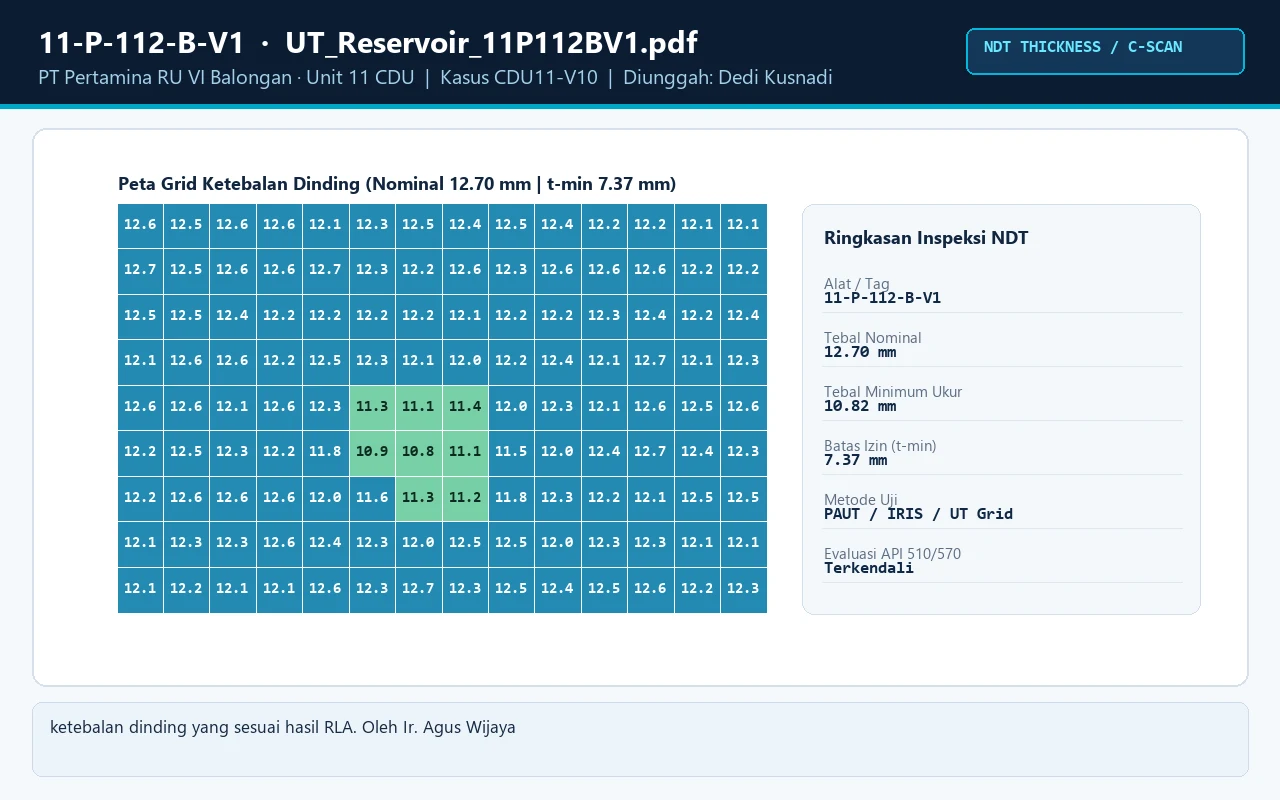 11-P-112-B-V1 · UT_Reservoir_11P112BV1.pdf
NDT THICKNESS / C-SCAN
PT Pertamina RU VI Balongan · Unit 11 CDU | Kasus CDU11-V10 | Diunggah: Dedi Kusnadi
Peta Grid Ketebalan Dinding (Nominal 12.70 mm | t-min 7.37 mm)
12.6 12.5 12.6 12.6 12.1 12.3 12.5 12.4 12.5 12.4 12.2 12.2 12.1 12.1
12.7 12.5 12.6 12.6 12.7 12.3 12.2 12.6 12.3 12.6 12.6 12.6 12.2 12.2
12.5 12.5 12.4 12.2 12.2 12.2 12.2 12.1 12.2 12.2 12.3 12.4 12.2 12.4
12.1 12.6 12.6 12.2 12.5 12.3 12.1 12.0 12.2 12.4 12.1 12.7 12.1 12.3
12.6 12.6 12.1 12.6 12.3 11.3 11.1 11.4 12.0 12.3 12.1 12.6 12.5 12.6
12.2 12.5 12.3 12.2 11.8 10.9 10.8 11.1 11.5 12.0 12.4 12.7 12.4 12.3
12.2 12.6 12.6 12.6 12.0 11.6 11.3 11.2 11.8 12.3 12.2 12.1 12.5 12.5
12.1 12.3 12.3 12.6 12.4 12.3 12.0 12.5 12.5 12.0 12.3 12.3 12.1 12.1
12.1 12.2 12.1 12.1 12.6 12.3 12.7 12.3 12.5 12.4 12.5 12.6 12.2 12.3
Ringkasan Inspeksi NDT
Alat / Tag
11-P-112-B-V1
Tebal Nominal
12.70 mm
Tebal Minimum Ukur
10.82 mm
Batas Izin (t-min)
7.37 mm
Metode Uji
PAUT / IRIS / UT Grid
Evaluasi API 510/570
Terkendali
ketebalan dinding yang sesuai hasil RLA. Oleh Ir. Agus Wijaya